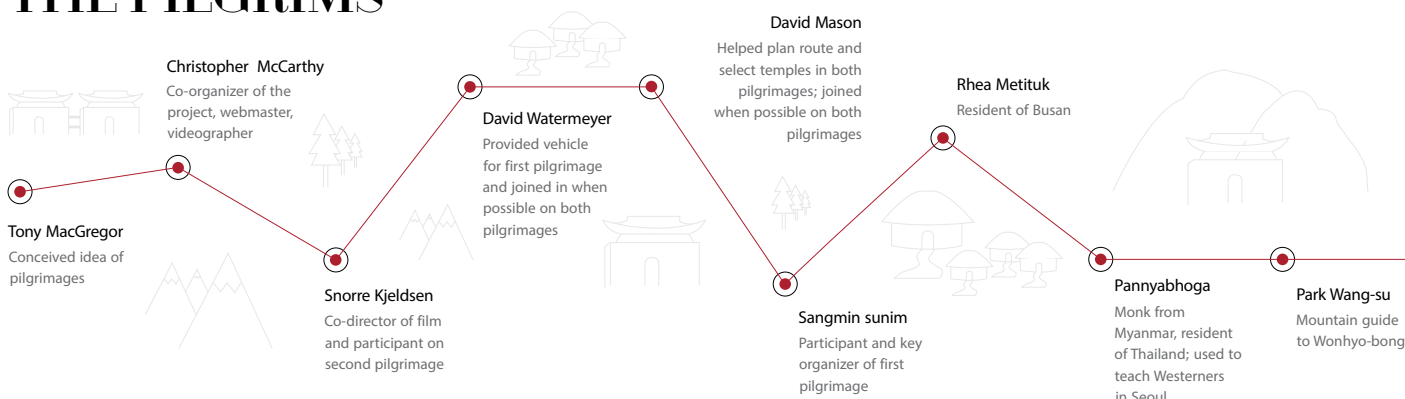 THE PILGRIMS
Tony MacGregor
Conceived idea of
pilgrimages
Christopher McCarthy
Co-organizer of the
project, webmaster,
videographer
Snorre Kjeldsen
Co-director of film
and participant on
second pilgrimage
David Watermeyer
Provided vehicle
for first pilgrimage
and joined in when
possible on both
pilgrimages
David Mason
Helped plan route and
select temples in both
pilgrimages; joined
when possible on both
pilgrimages
Sangmin sunim
Participant and key
organizer of first
pilgrimage
Rhea Metituk
Resident of Busan
Pannyabhoga
Monk from
Myanmar, resident
of Thailand; used to
teach Westerners
in Seoul
Park Wang-su
Mountain guide
to Wonhyo-bong